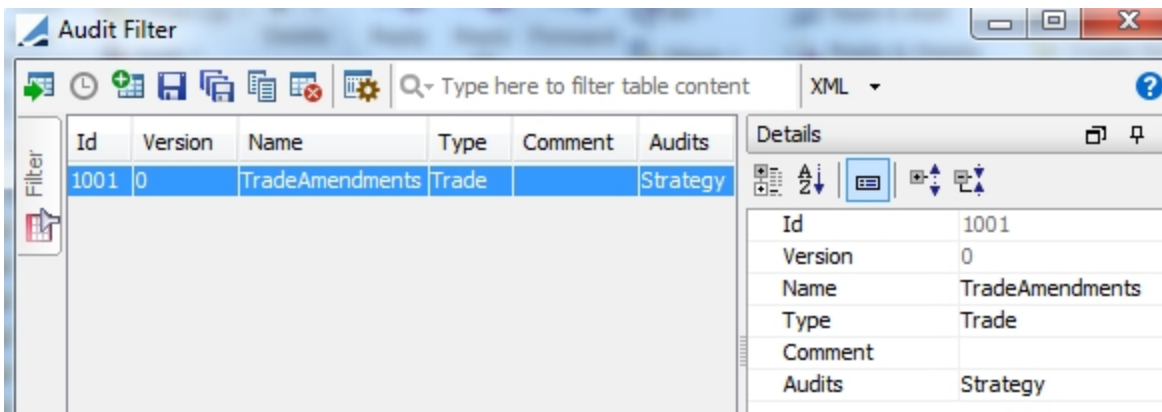 Audit Filter
Type here to filter table content XML
Filter
Id Version Name Type Comment Audits
1001 0 TradeAmendments Trade Strategy
Details
Id 1001
Version 0
Name TradeAmendments
Type Trade
Comment
Audits Strategy